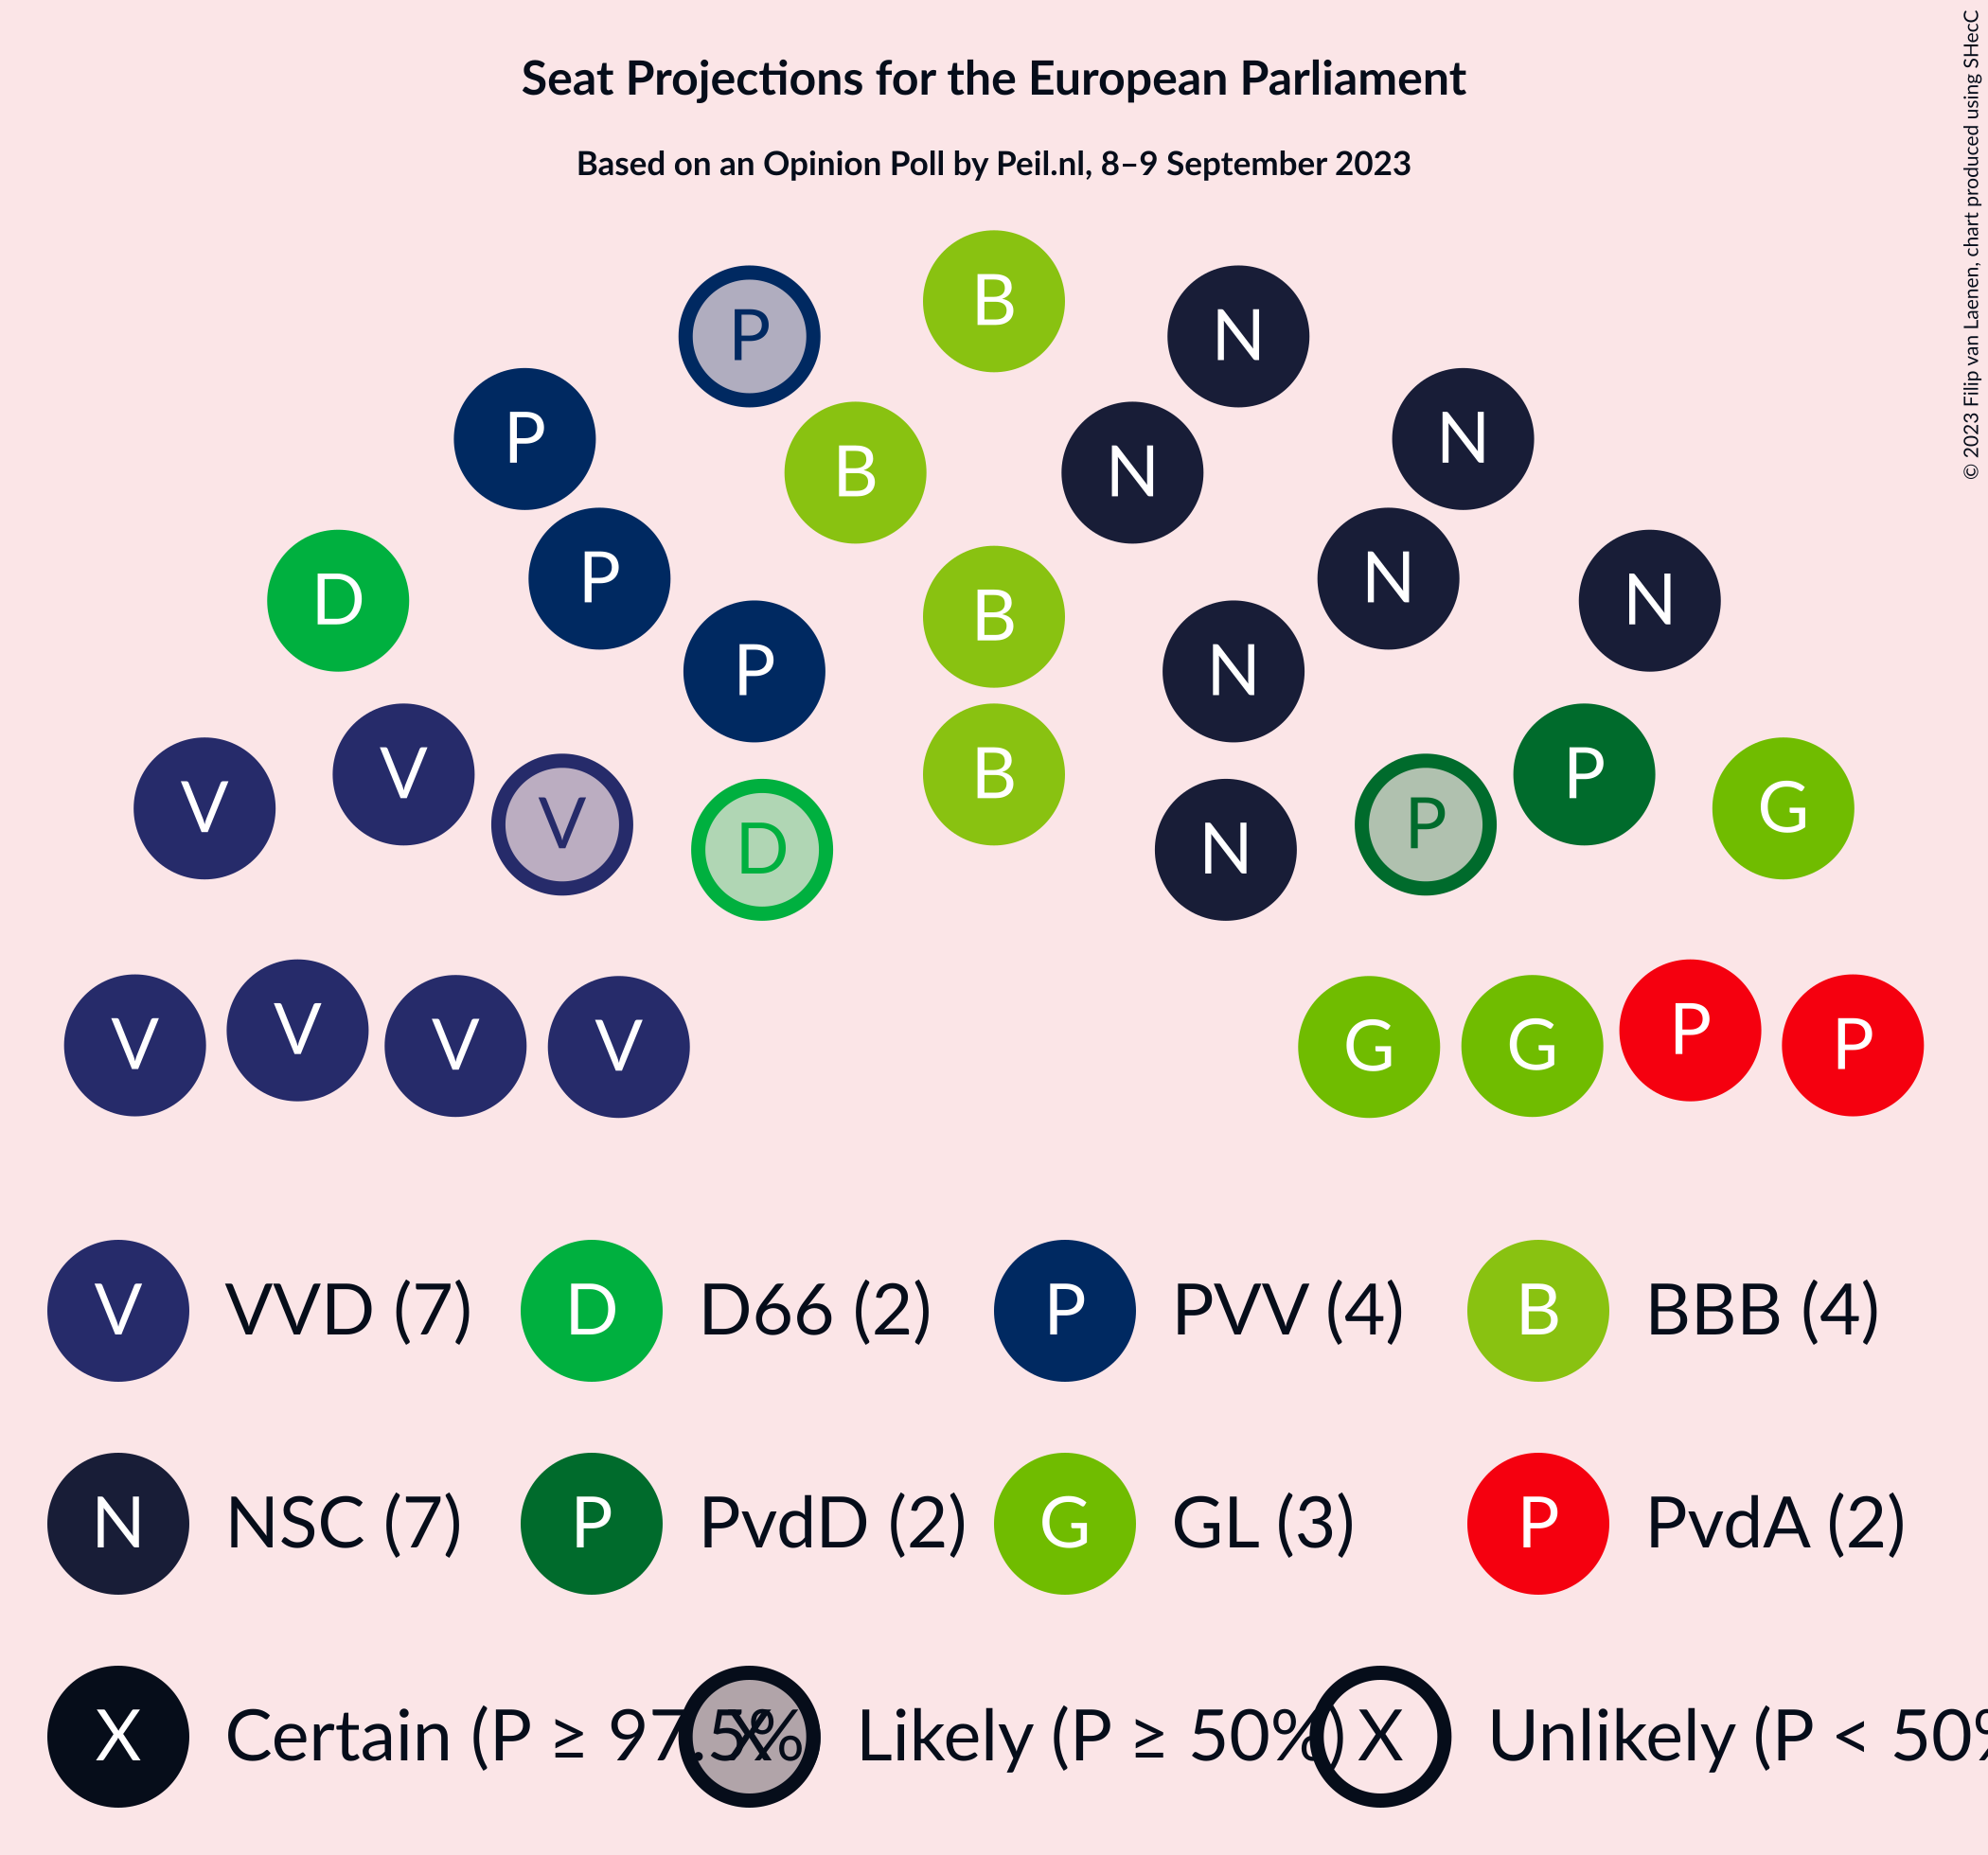 Seat Projections for the European Parliament
Based on an Opinion Poll by Peil.nl, 8–9 September 2023
© 2023 Filip van Laenen, chart produced using SHecC
B
P N
P N
B N
P N
D N
B
P N
V P
V B P G
V D N
V V P
V V G G P
V VVD (7) D D66 (2) P PVV (4) B BBB (4)
N NSC (7) P PvdD (2) G GL (3) P PvdA (2)
X Certain (P ≥ 97.5% X Likely (P ≥ 50%) X Unlikely (P < 50%